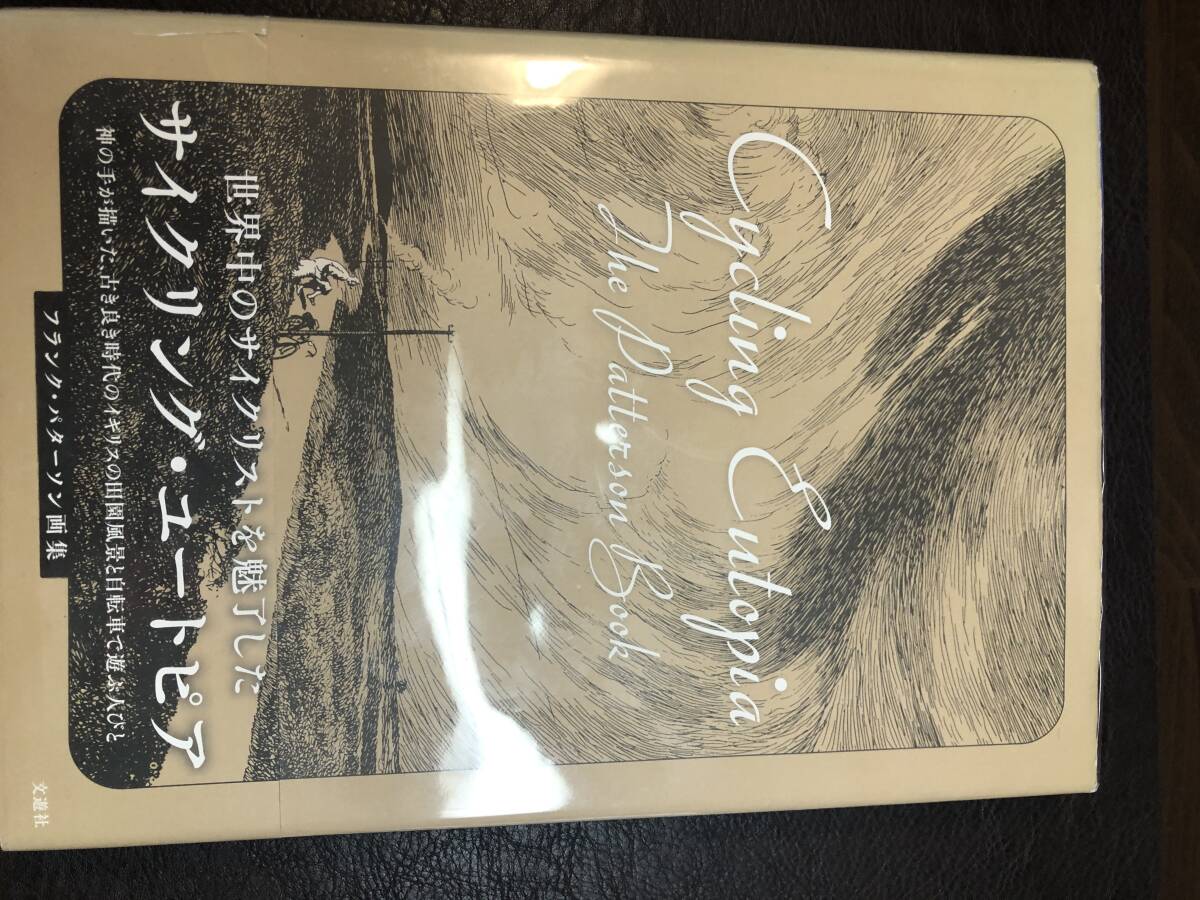 Cycling Eutopia
The Patterson Book
世界中のサイクリストを魅了した
サイクリング・ユートピア
神の手が描いた、古き良き時代のイギリスの田園風景と自転車で遊ぶ人びと
フランク・パターソン画集
文遊社